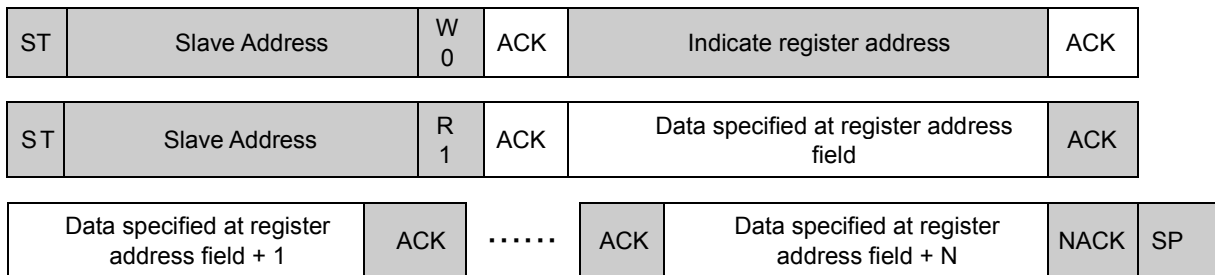 ST Slave Address W 0 ACK Indicate register address ACK
ST Slave Address R 1 ACK Data specified at register address field ACK
Data specified at register address field + 1 ACK ...... ACK Data specified at register address field + N NACK SP